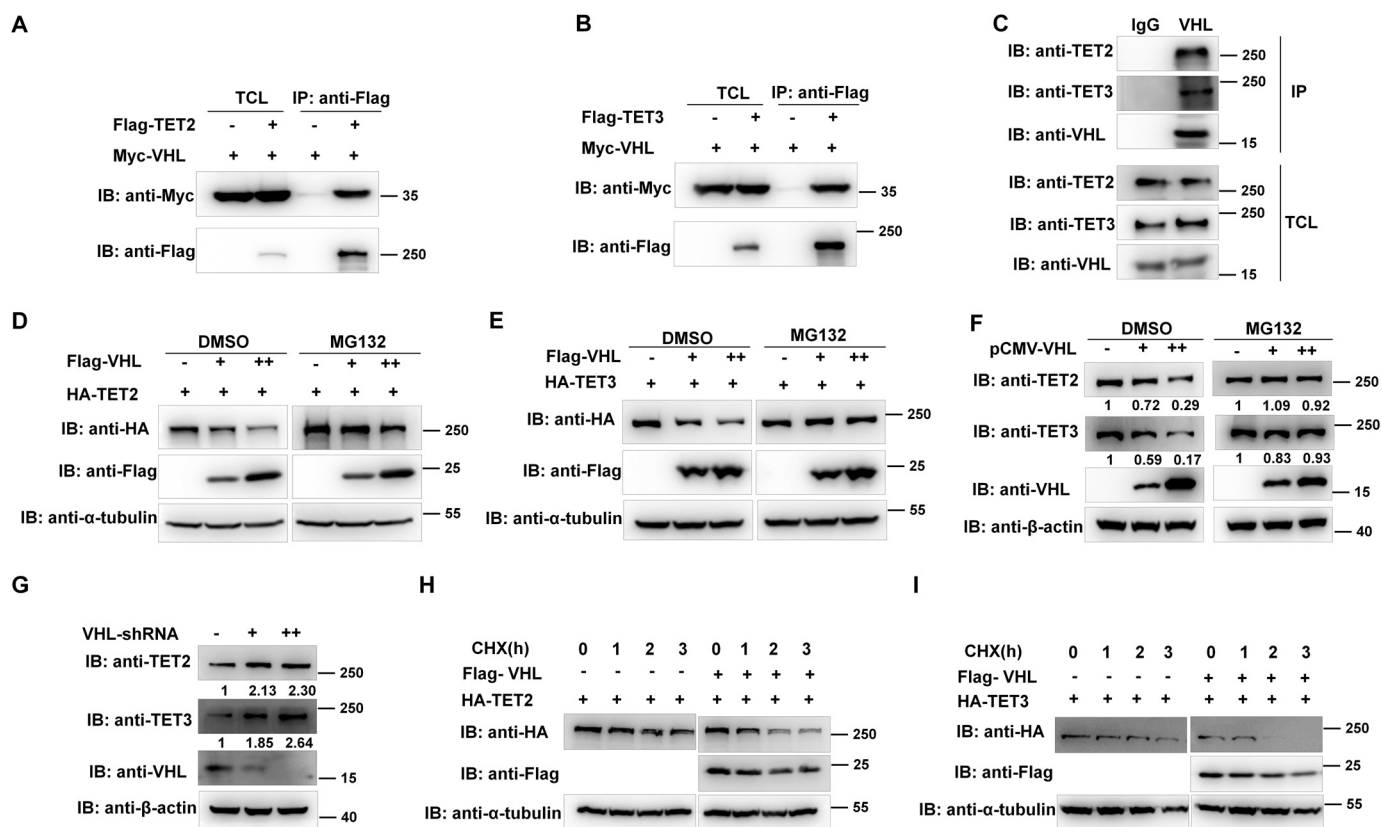 A
TCL IP: anti-Flag
Flag-TET2 - + - +
Myc-VHL + + + +
IB: anti-Myc 35
IB: anti-Flag 250
B
TCL IP: anti-Flag
Flag-TET3 - + - +
Myc-VHL + + + +
IB: anti-Myc 35
250
IB: anti-Flag
C
IgG VHL
IB: anti-TET2 250
250
IB: anti-TET3
IB: anti-VHL
15
IP
IB: anti-TET2 250
250
IB: anti-TET3
IB: anti-VHL
15
TCL
D
DMSO MG132
Flag-VHL - + ++ - + ++
HA-TET2 + + + + + +
IB: anti-HA 250
25
IB: anti-Flag
55
IB: anti-α-tubulin
E
DMSO MG132
Flag-VHL - + ++ - + ++
HA-TET3 + + + + + +
250
IB: anti-HA
25
IB: anti-Flag
55
IB: anti-α-tubulin
F
DMSO MG132
pCMV-VHL - + ++ - + ++
IB: anti-TET2 250
1 0.72 0.29 1 1.09 0.92
250
IB: anti-TET3
1 0.59 0.17 1 0.83 0.93
IB: anti-VHL 15
IB: anti-β-actin
40
G
VHL-shRNA - + ++
IB: anti-TET2 250
1 2.13 2.30
250
IB: anti-TET3
1 1.85 2.64
IB: anti-VHL 15
IB: anti-β-actin
40
H
CHX(h) 0 1 2 3 0 1 2 3
Flag- VHL - - - - + + + +
HA-TET2 + + + + + + + +
IB: anti-HA 250
25
IB: anti-Flag
55
IB: anti-α-tubulin
I
CHX(h) 0 1 2 3 0 1 2 3
Flag- VHL - - - - + + + +
HA-TET3 + + + + + + + +
IB: anti-HA 250
25
IB: anti-Flag
55
IB: anti-α-tubulin